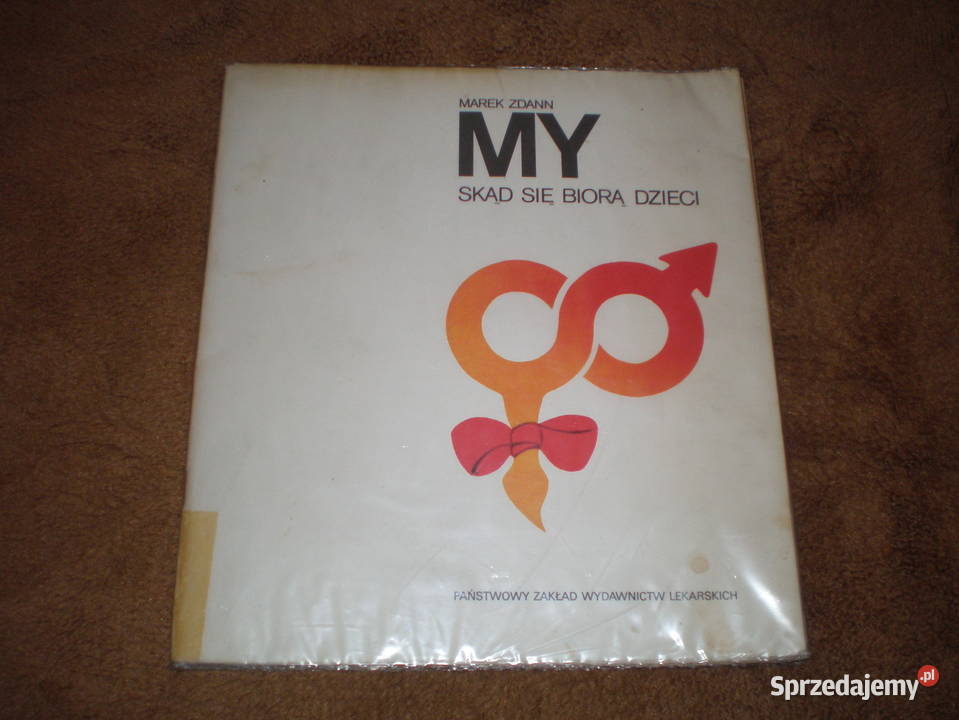 MAREK ZDANN
MY
SKĄD SIĘ BIORĄ DZIECI
PAŃSTWOWY ZAKŁAD WYDAWNICTW LEKARSKICH
Sprzedajemy.pl